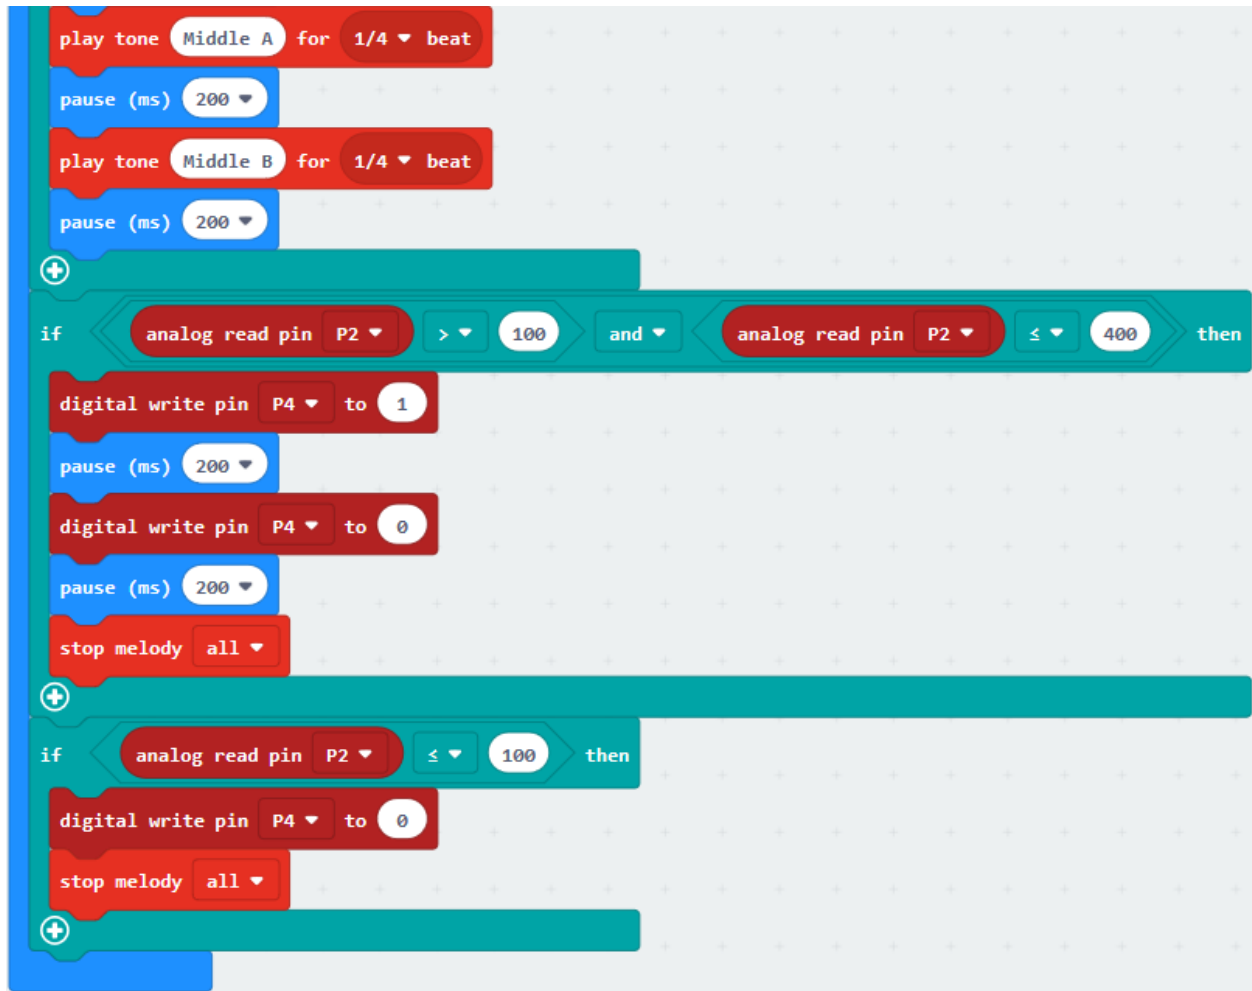 play tone Middle A for 1/4 beat
pause (ms) 200
play tone Middle B for 1/4 beat
pause (ms) 200
if analog read pin P2 > 100 and analog read pin P2 ≤ 400 then
digital write pin P4 to 1
pause (ms) 200
digital write pin P4 to 0
pause (ms) 200
stop melody all
if analog read pin P2 ≤ 100 then
digital write pin P4 to 0
stop melody all